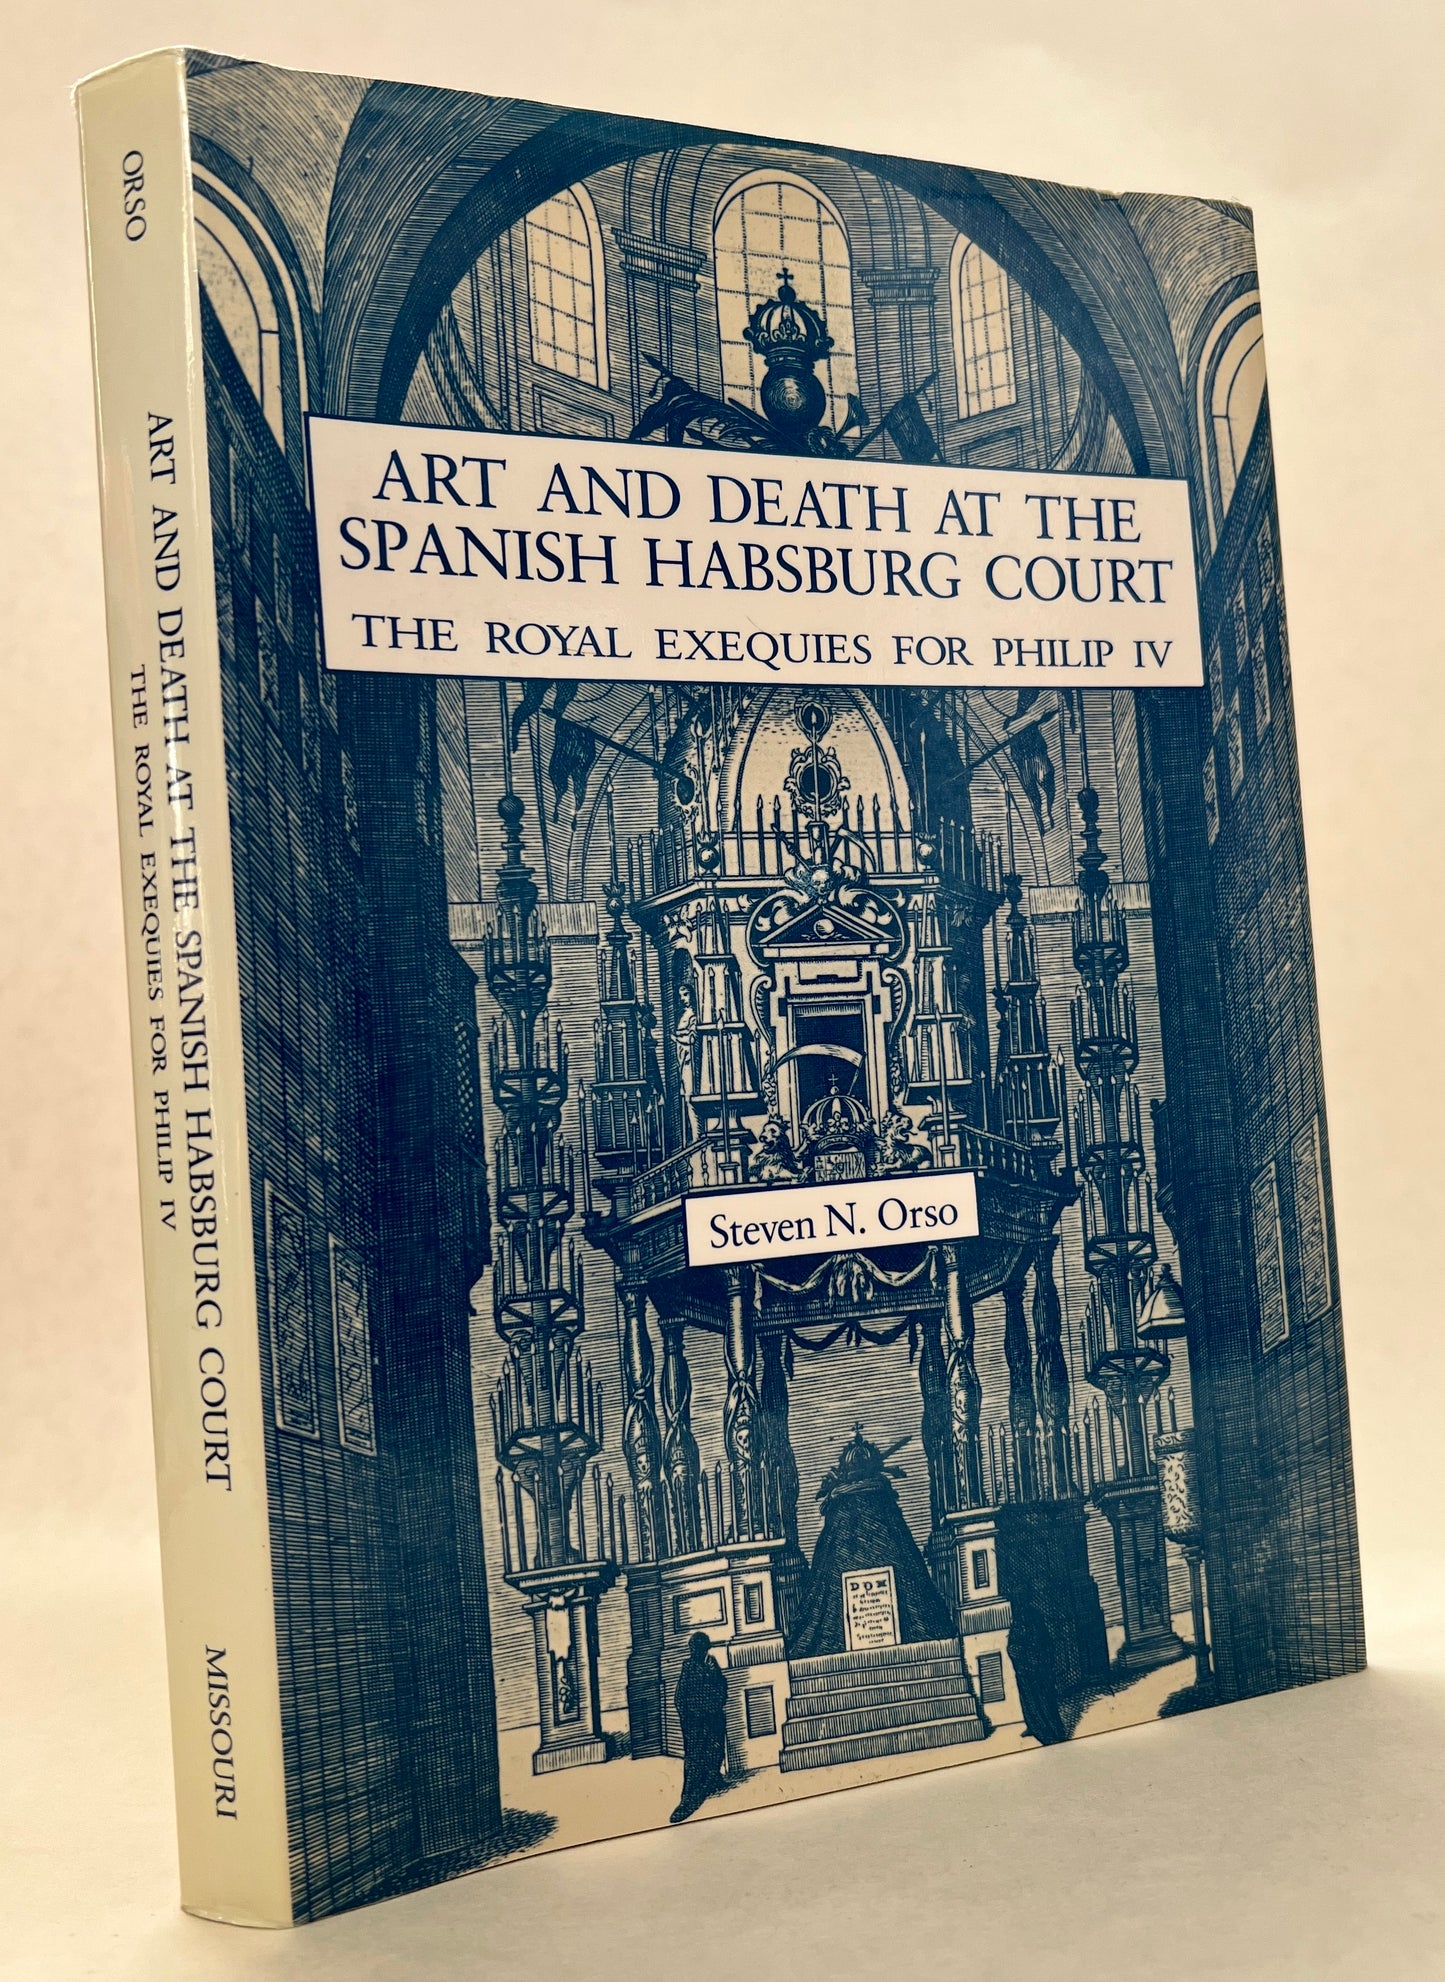 ORSO
ART AND DEATH AT THE SPANISH HABSBURG COURT
THE ROYAL EXEQUIES FOR PHILIP IV
MISSOURI
ART AND DEATH AT THE
SPANISH HABSBURG COURT
THE ROYAL EXEQUIES FOR PHILIP IV
Steven N. Orso
D D M